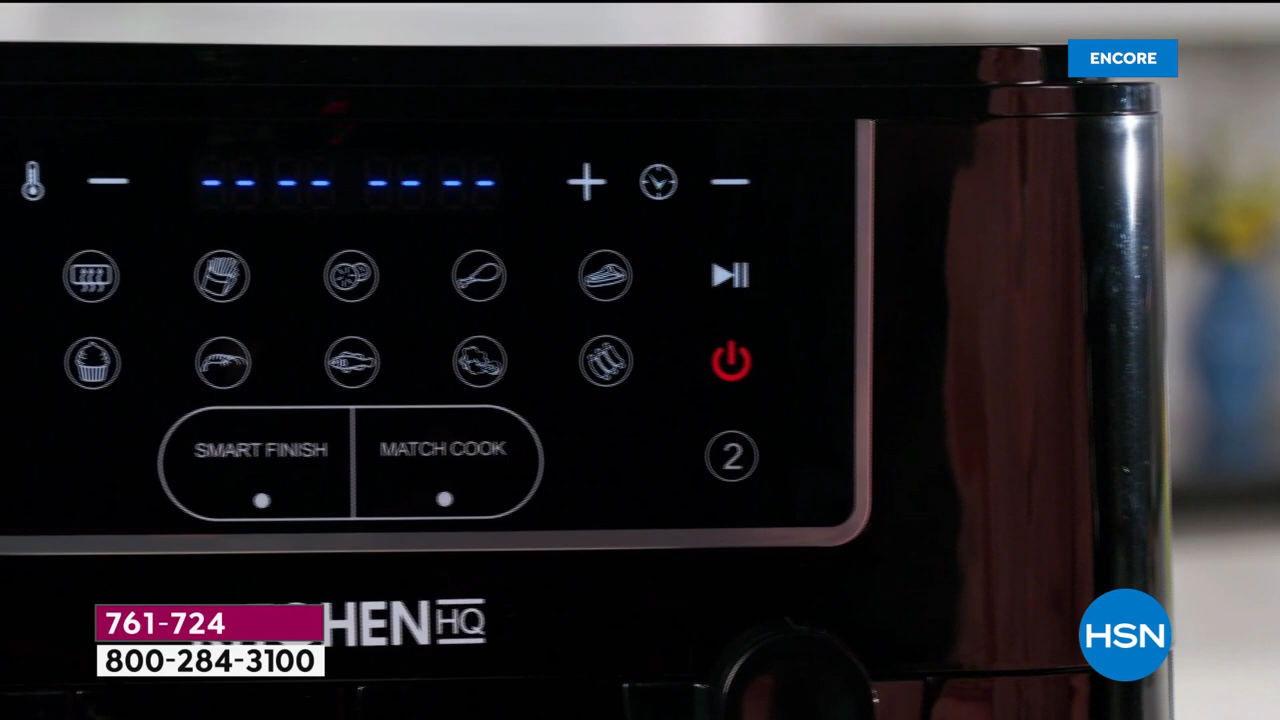 ENCORE
SMART FINISH
MATCH COOK
2
HEN HQ
761-724
800-284-3100
HSN